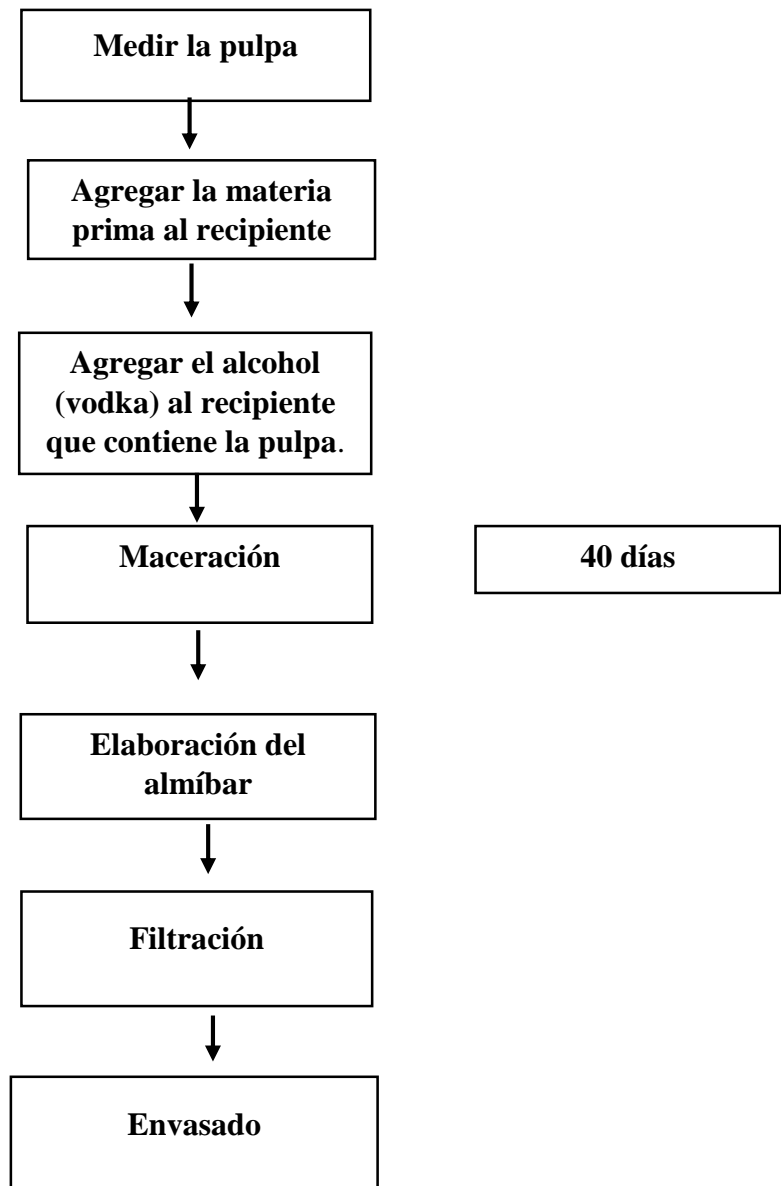 Medir la pulpa
Agregar la materia
prima al recipiente
Agregar el alcohol
(vodka) al recipiente
que contiene la pulpa.
Maceración
40 días
Elaboración del
almíbar
Filtración
Envasado